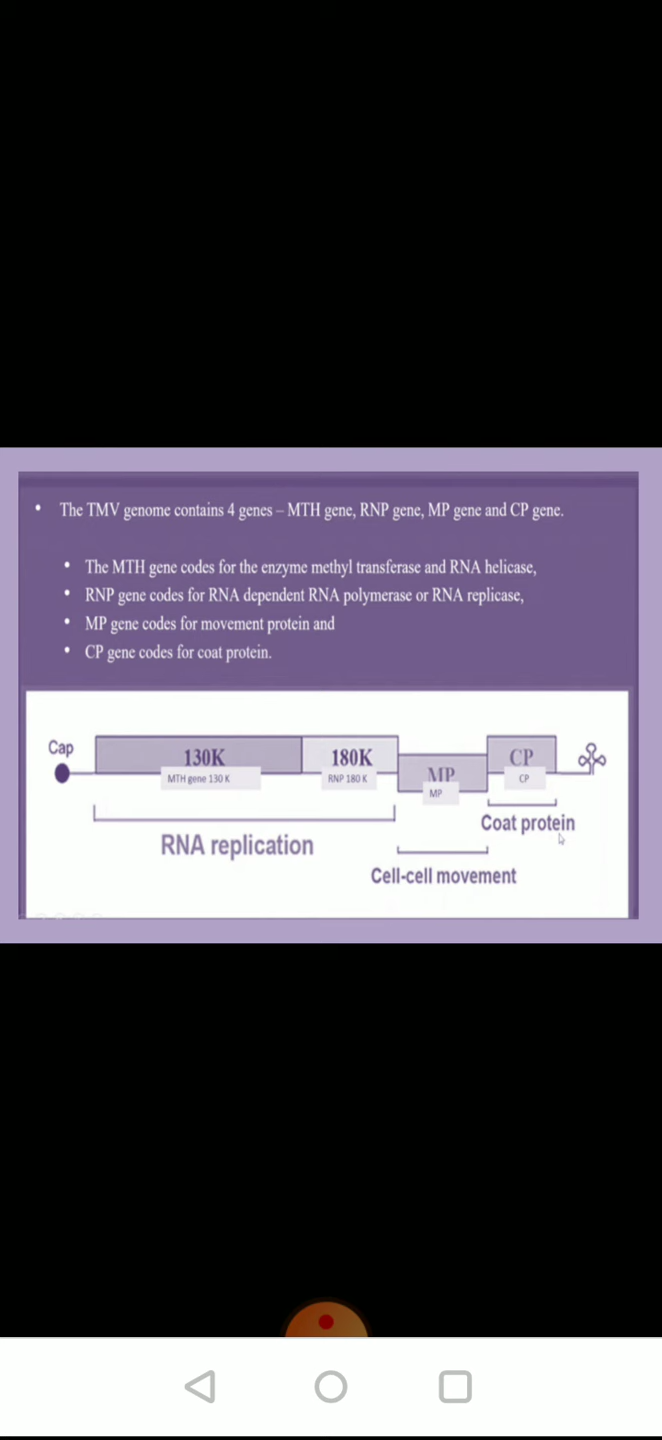 • The TMV genome contains 4 genes – MTH gene, RNP gene, MP gene and CP gene.
• The MTH gene codes for the enzyme methyl transferase and RNA helicase,
• RNP gene codes for RNA dependent RNA polymerase or RNA replicase,
• MP gene codes for movement protein and
• CP gene codes for coat protein.
Cap
130K
180K
MP
CP
MTH gene 130 K
RNP 180 K
MP
CP
RNA replication
Coat protein
Cell-cell movement